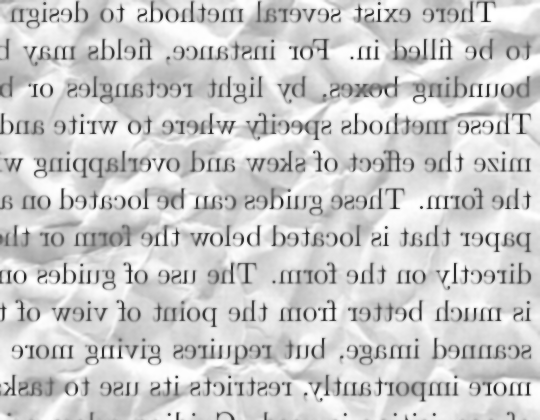 There exist several methods to design
to be filled in. For instance, fields may
bounding boxes, by light rectangles or
These methods specify where to write and
mize the effect of skew and overlapping
the form. These guides can be located on a
paper that is located below the form or
directly on the form. The use of guides on
is much better from the point of view of
scanned image, but requires giving more
more importantly, restricts its use to